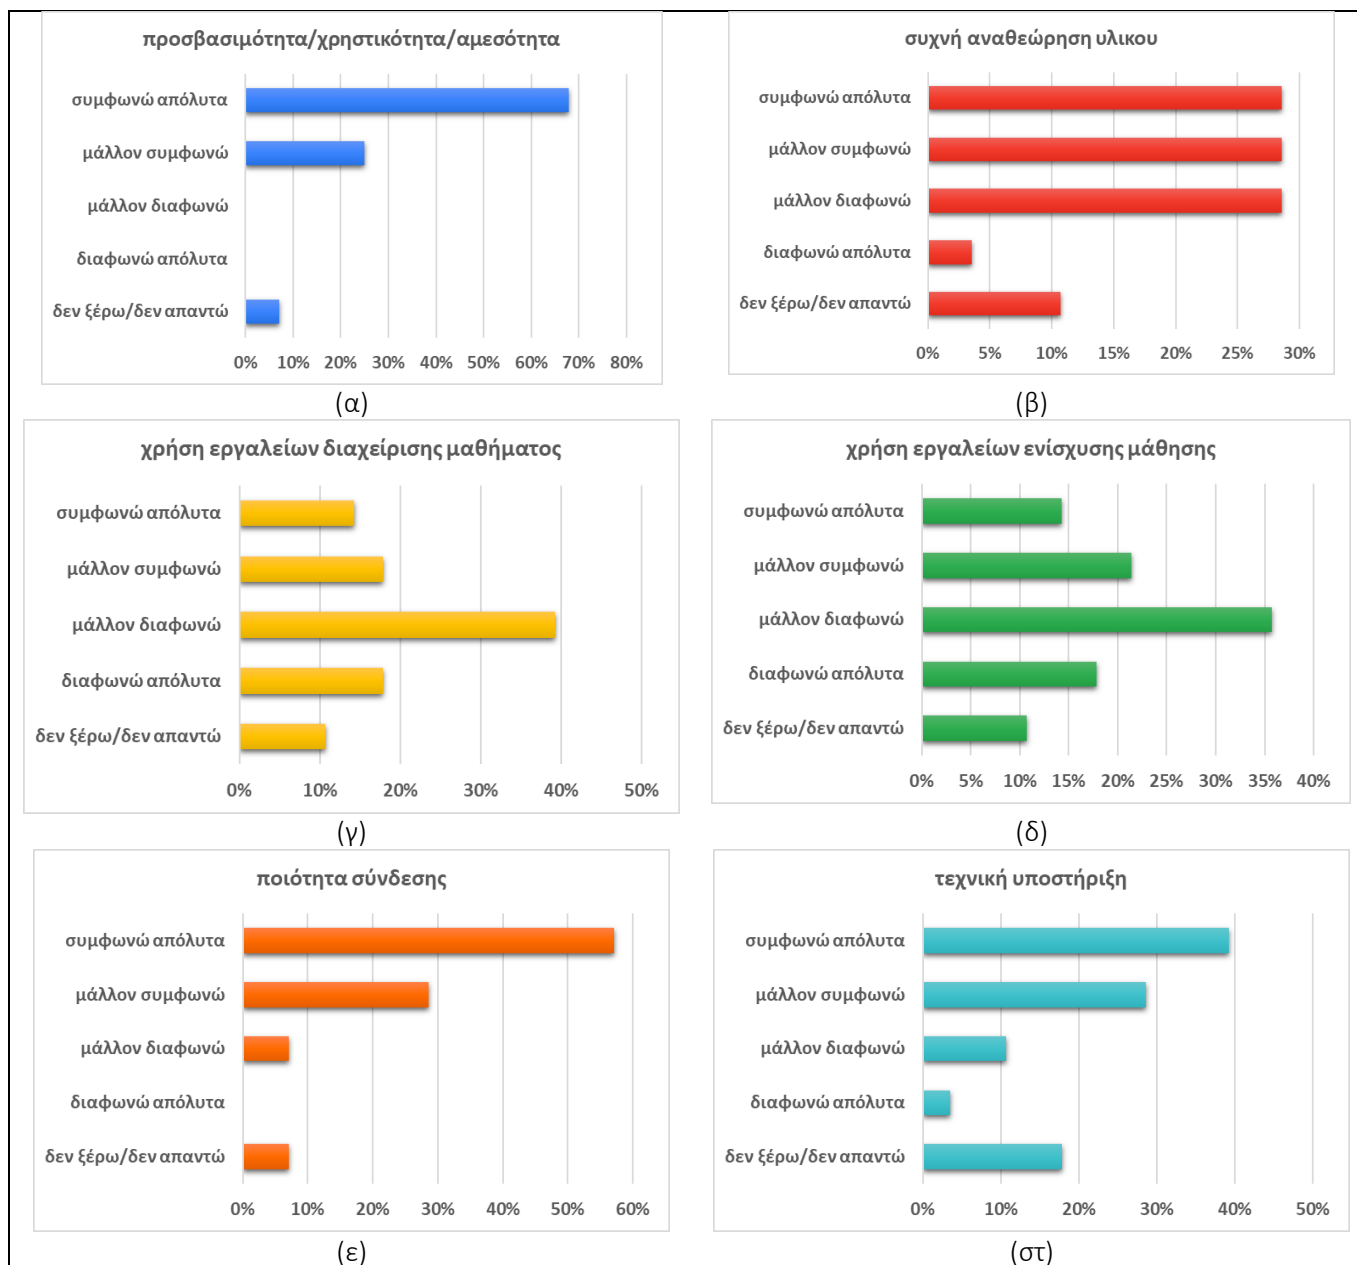 προσβασιμότητα/χρηστικότητα/αμεσότητα
συμφωνώ απόλυτα
μάλλον συμφωνώ
μάλλον διαφωνώ
διαφωνώ απόλυτα
δεν ξέρω/δεν απαντώ
0% 10% 20% 30% 40% 50% 60% 70% 80%
(α)
συχνή αναθεώρηση υλικου
συμφωνώ απόλυτα
μάλλον συμφωνώ
μάλλον διαφωνώ
διαφωνώ απόλυτα
δεν ξέρω/δεν απαντώ
0% 5% 10% 15% 20% 25% 30%
(β)
χρήση εργαλείων διαχείρισης μαθήματος
συμφωνώ απόλυτα
μάλλον συμφωνώ
μάλλον διαφωνώ
διαφωνώ απόλυτα
δεν ξέρω/δεν απαντώ
0% 10% 20% 30% 40% 50%
(γ)
χρήση εργαλείων ενίσχυσης μάθησης
συμφωνώ απόλυτα
μάλλον συμφωνώ
μάλλον διαφωνώ
διαφωνώ απόλυτα
δεν ξέρω/δεν απαντώ
0% 5% 10% 15% 20% 25% 30% 35% 40%
(δ)
ποιότητα σύνδεσης
συμφωνώ απόλυτα
μάλλον συμφωνώ
μάλλον διαφωνώ
διαφωνώ απόλυτα
δεν ξέρω/δεν απαντώ
0% 10% 20% 30% 40% 50% 60%
(ε)
τεχνική υποστήριξη
συμφωνώ απόλυτα
μάλλον συμφωνώ
μάλλον διαφωνώ
διαφωνώ απόλυτα
δεν ξέρω/δεν απαντώ
0% 10% 20% 30% 40% 50%
(στ)